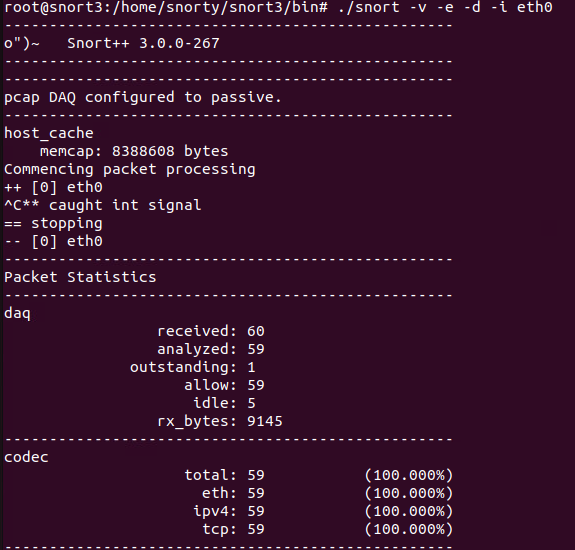 root@snort3:/home/snorty/snort3/bin# ./snort -v -e -d -i eth0
--------------------------------------------------
o")~   Snort++ 3.0.0-267
--------------------------------------------------
--------------------------------------------------
pcap DAQ configured to passive.
--------------------------------------------------
host_cache
    memcap: 8388608 bytes
Commencing packet processing
++ [0] eth0
^C** caught int signal
== stopping
-- [0] eth0
--------------------------------------------------
Packet Statistics
--------------------------------------------------
daq
                 received: 60
                 analyzed: 59
              outstanding: 1
                    allow: 59
                     idle: 5
                 rx_bytes: 9145
--------------------------------------------------
codec
                    total: 59           (100.000%)
                      eth: 59           (100.000%)
                     ipv4: 59           (100.000%)
                      tcp: 59           (100.000%)
--------------------------------------------------